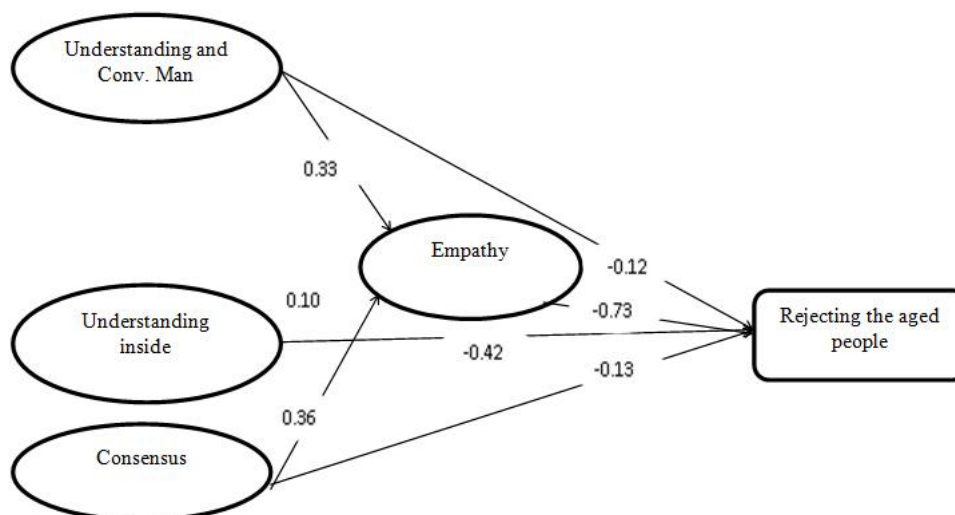 Understanding and
Conv. Man
0.33
Empathy
-0.12
0.10
-0.73
Understanding
inside
-0.42
Rejecting the aged
people
-0.13
0.36
Consensus